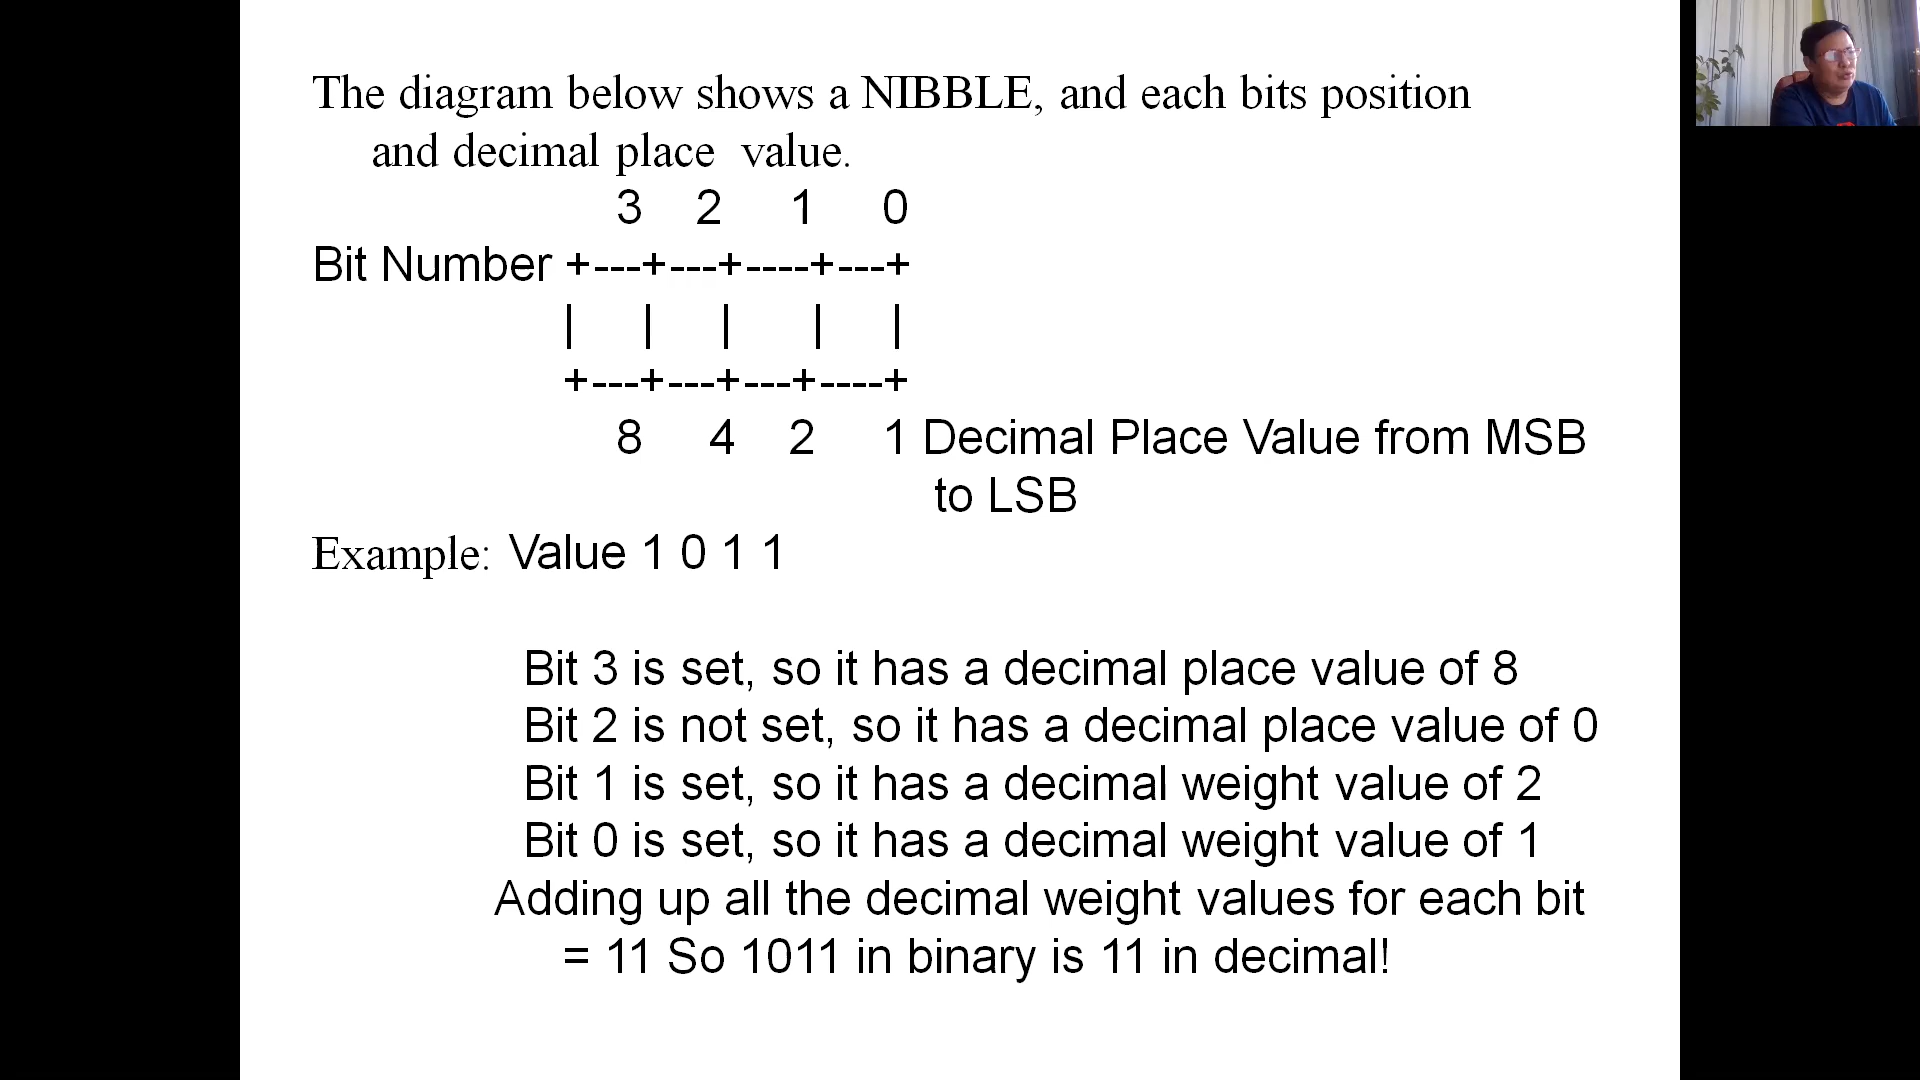 The diagram below shows a NIBBLE, and each bits position
and decimal place value.
3 2 1 0
Bit Number +---+---+----+---+
| | | | |
+---+---+---+----+
8 4 2 1 Decimal Place Value from MSB
to LSB
Example: Value 1 0 1 1
Bit 3 is set, so it has a decimal place value of 8
Bit 2 is not set, so it has a decimal place value of 0
Bit 1 is set, so it has a decimal weight value of 2
Bit 0 is set, so it has a decimal weight value of 1
Adding up all the decimal weight values for each bit
= 11 So 1011 in binary is 11 in decimal!